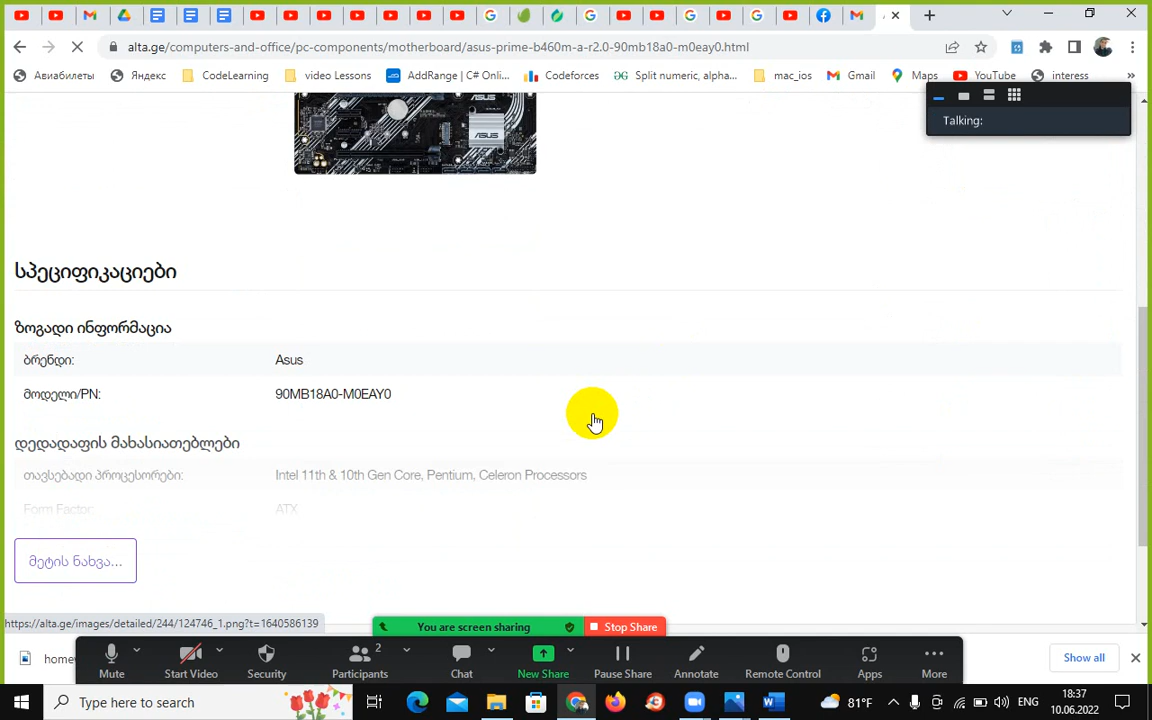 alta.ge/computers-and-office/pc-components/motherboard/asus-prime-b460m-a-r2.0-90mb18a0-m0eay0.html
Авиабилеты
Яндекс
CodeLearning
video Lessons
AddRange | C# Onli...
Codeforces
Split numeric, alpha...
mac_ios
Gmail
Maps
YouTube
interess
Talking:
ASUS
სპეციფიკაციები
ზოგადი ინფორმაცია
ბრენდი: Asus
მოდელი/PN: 90MB18A0-M0EAY0
დედადაფის მახასიათებლები
თავსებადი პროცესორები: Intel 11th & 10th Gen Core, Pentium, Celeron Processors
Form Factor: ATX
მეტის ნახვა...
https://alta.ge/images/detailed/244/124746_1.png?t=1640586139
You are screen sharing
Stop Share
home
Mute
Start Video
Security
2
Participants
Chat
New Share
Pause Share
Annotate
Remote Control
Apps
More
Show all
Type here to search
81°F
ENG
18:37
10.06.2022